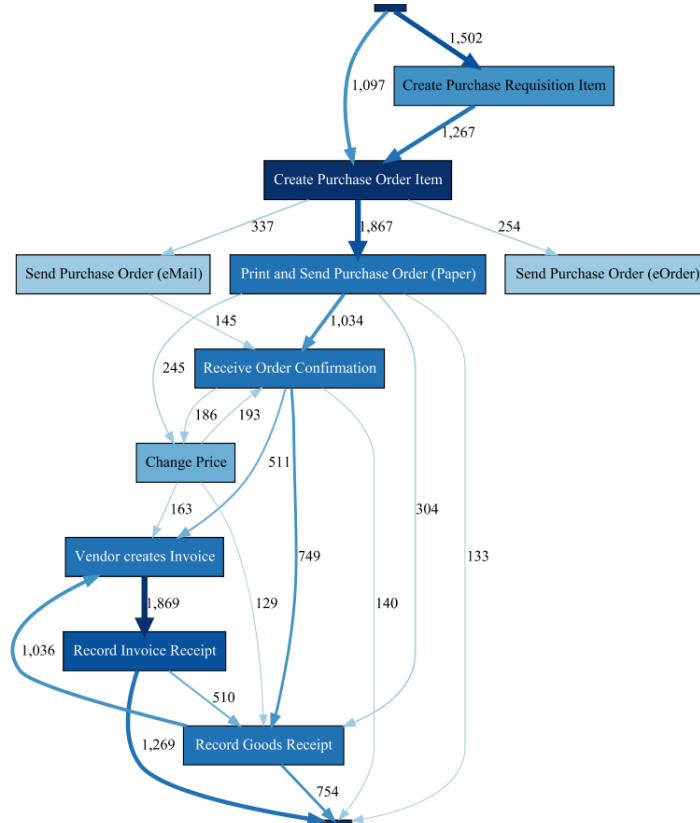 1,502
1,097
Create Purchase Requisition Item
1,267
Create Purchase Order Item
337
1,867
254
Send Purchase Order (eMail)
Print and Send Purchase Order (Paper)
Send Purchase Order (eOrder)
145
1,034
245
Receive Order Confirmation
186
193
Change Price
511
163
304
Vendor creates Invoice
749
133
1,869
129
140
Record Invoice Receipt
1,036
510
Record Goods Receipt
1,269
754